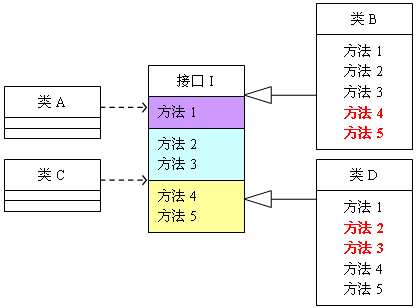 类 A
类 C
接口 I
方法 1
方法 2
方法 3
方法 4
方法 5
类 B
方法 1
方法 2
方法 3
方法 4
方法 5
类 D
方法 1
方法 2
方法 3
方法 4
方法 5